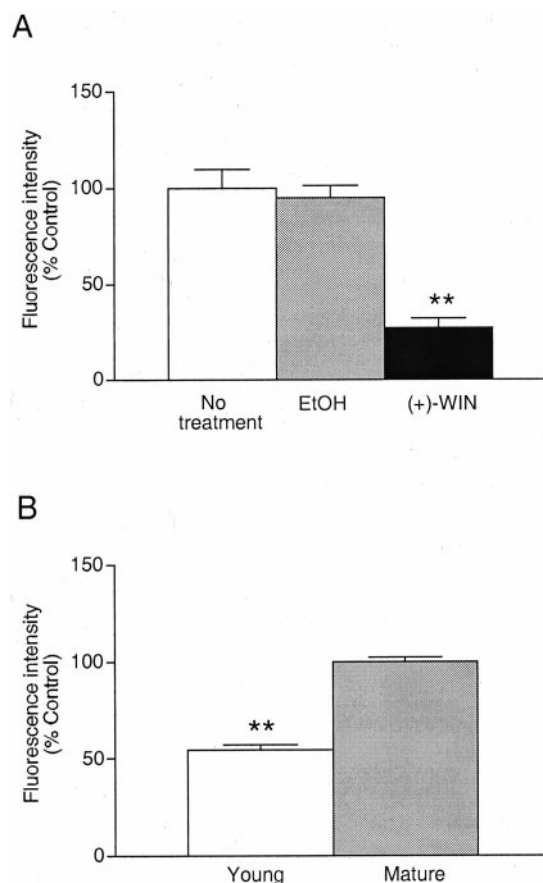 A
Fluorescence intensity
(% Control)
150
100
50
0
**
No
treatment
EtOH
(+)-WIN
B
Fluorescence intensity
(% Control)
150
100
50
0
**
Young
Mature